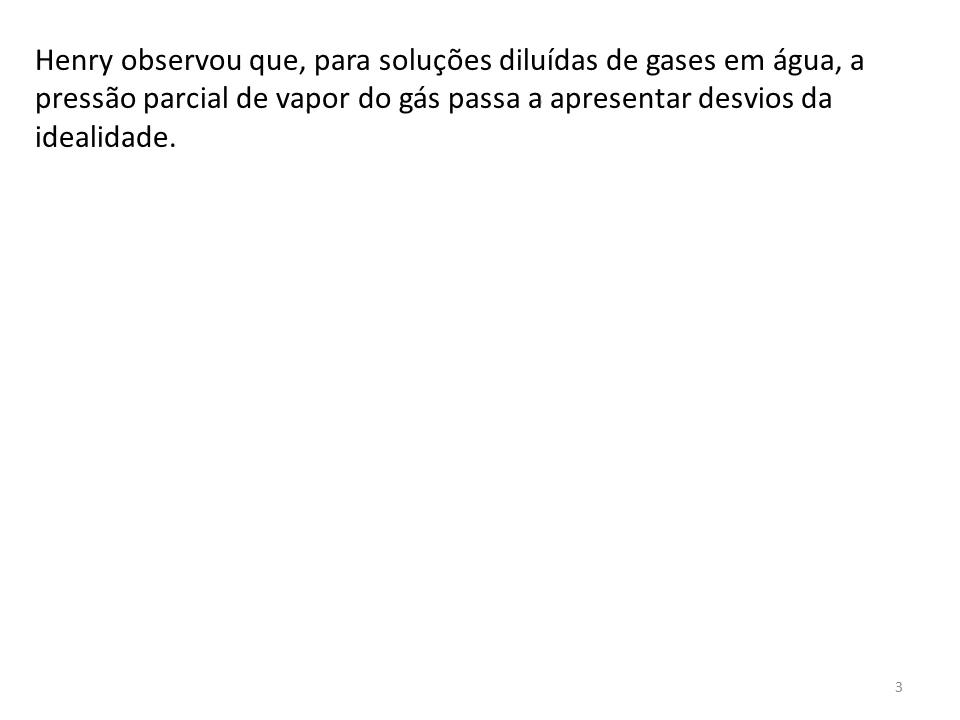 Henry observou que, para soluções diluídas de gases em água, a
pressão parcial de vapor do gás passa a apresentar desvios da
idealidade.
3